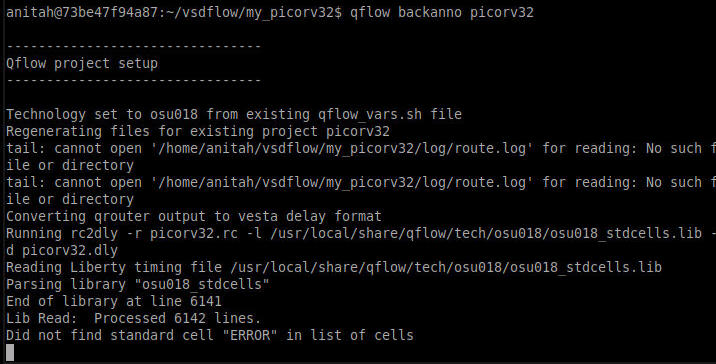 anitah@73be47f94a87:~/vsdflow/my_picorv32$ qflow backanno picorv32
--------------------------------
Qflow project setup
--------------------------------
Technology set to osu018 from existing qflow_vars.sh file
Regenerating files for existing project picorv32
tail: cannot open '/home/anitah/vsdflow/my_picorv32/log/route.log' for reading: No such f
ile or directory
tail: cannot open '/home/anitah/vsdflow/my_picorv32/log/route.log' for reading: No such f
ile or directory
Converting qrouter output to vesta delay format
Running rc2dly -r picorv32.rc -l /usr/local/share/qflow/tech/osu018/osu018_stdcells.lib -
d picorv32.dly
Reading Liberty timing file /usr/local/share/qflow/tech/osu018/osu018_stdcells.lib
Parsing library "osu018_stdcells"
End of library at line 6141
Lib Read:  Processed 6142 lines.
Did not find standard cell "ERROR" in list of cells